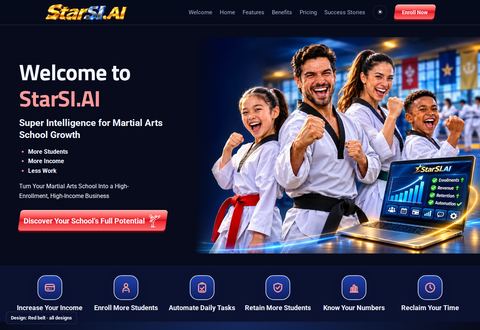 StarSI.AI
Welcome Home Features Benefits Pricing Success Stories Enroll Now
Welcome to
StarSI.AI
Super Intelligence for Martial Arts
School Growth
More Students
More Income
Less Work
Turn Your Martial Arts School Into a High-
Enrollment, High-Income Business
Discover Your School's Full Potential
StarSI.AI
Enrollments
Revenue
Retention
Automation
Increase Your Income
Enroll More Students
Automate Daily Tasks
Retain More Students
Know Your Numbers
Reclaim Your Time
Design: Red belt · all designs